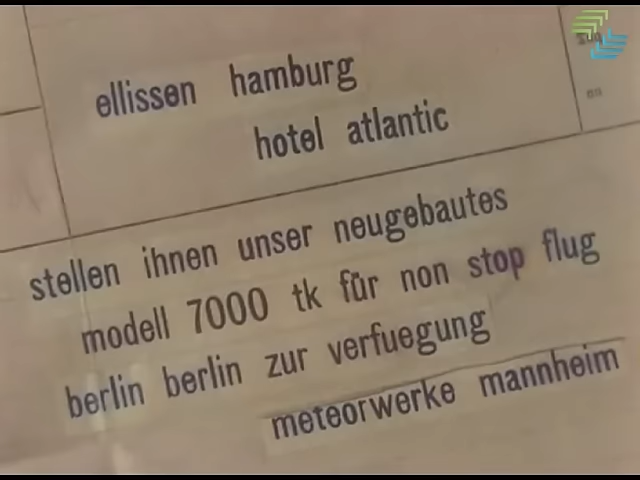 ellissen hamburg
hotel atlantic
stellen ihnen unser neugebautes
modell 7000 tk für non stop flug
berlin berlin zur verfuegung
meteorwerke mannheim